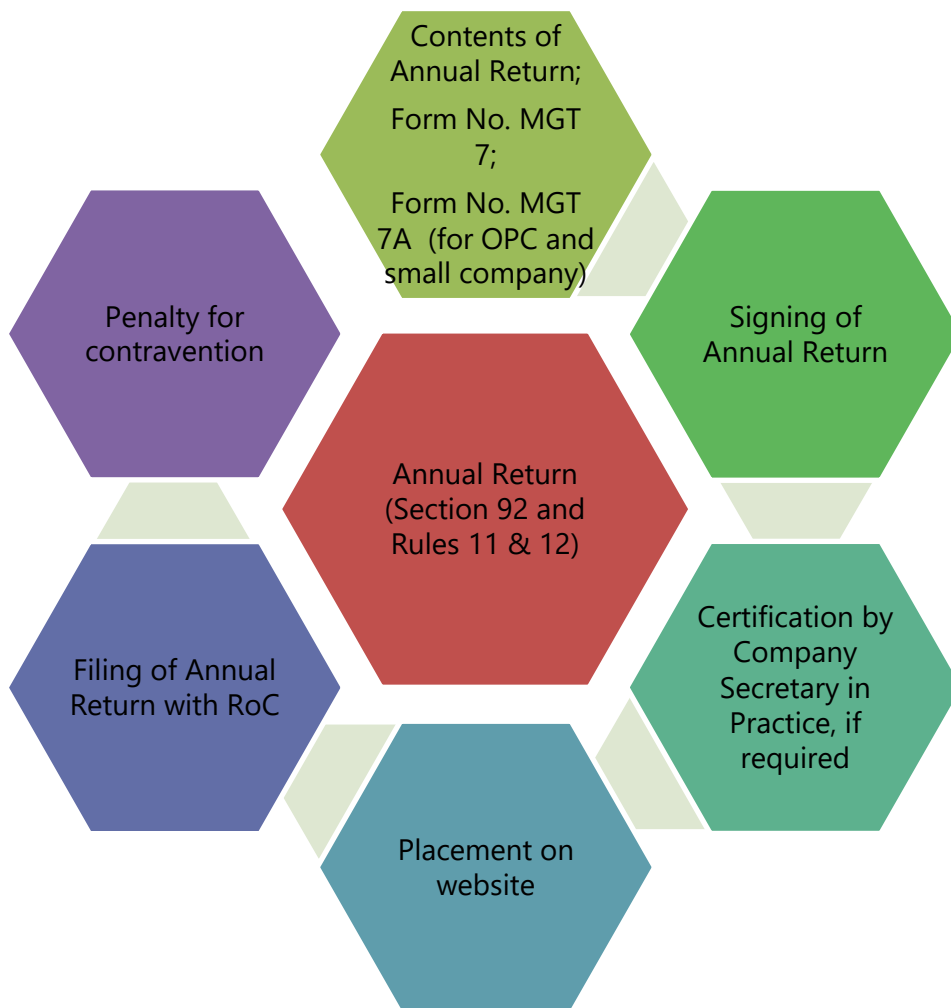 Contents of
Annual Return;
Form No. MGT
7;
Form No. MGT
7A (for OPC and
small company)
Signing of
Annual Return
Certification by
Company
Secretary in
Practice, if
required
Placement on
website
Filing of Annual
Return with RoC
Penalty for
contravention
Annual Return
(Section 92 and
Rules 11 & 12)